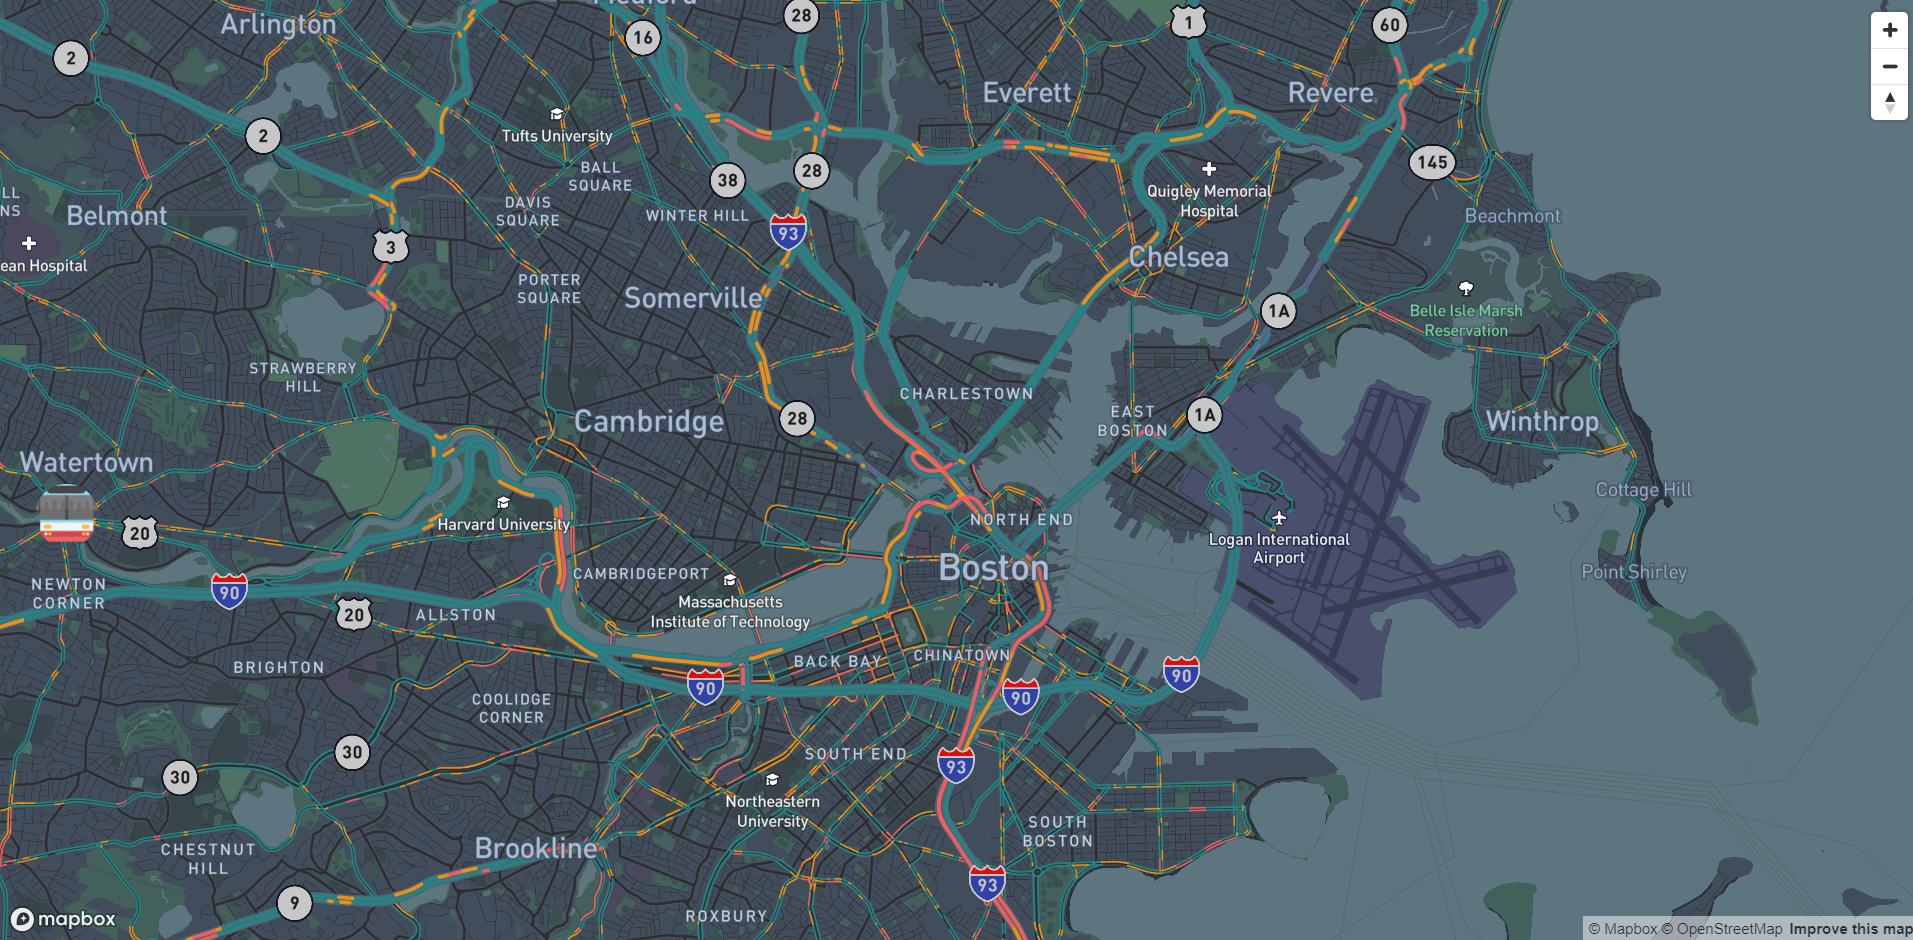 Arlington
16
28
1
60
2
Everett
Revere
2
Tufts University
BALL
SQUARE
38
28
145
Quigley Memorial
Hospital
LL
NS
Belmont
DAVIS
SQUARE
WINTER HILL
93
Beachmont
3
ean Hospital
Chelsea
PORTER
SQUARE
Somerville
1A
Belle Isle Marsh
Reservation
STRAWBERRY
HILL
CHARLESTOWN
Cambridge
28
EAST
BOSTON
1A
Winthrop
Watertown
Cottage Hill
20
Harvard University
NORTH END
Logan International
Airport
Boston
CAMBRIDGEPORT
Point Shirley
NEWTON
CORNER
90
20
ALLSTON
Massachusetts
Institute of Technology
BRIGHTON
BACK BAY
CHINATOWN
90
90
90
COOLIDGE
CORNER
30
30
SOUTH END
93
Northeastern
University
SOUTH
BOSTON
CHESTNUT
HILL
Brookline
93
9
ROXBURY
mapbox
© Mapbox © OpenStreetMap Improve this map